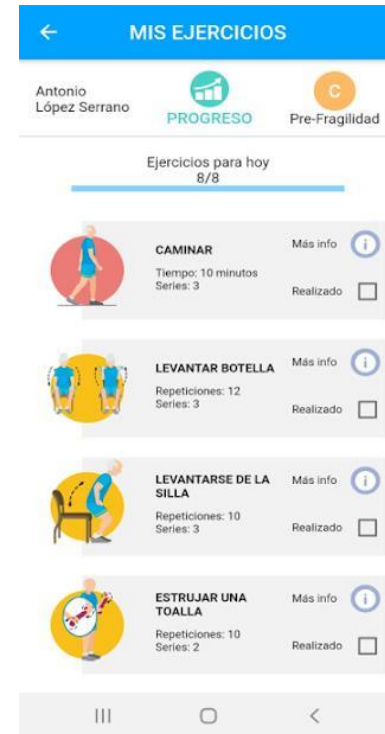 MIS EJERCICIOS
Antonio
López Serrano
PROGRESO
C
Pre-Fragilidad
Ejercicios para hoy
8/8
CAMINAR
Más info
i
Tiempo: 10 minutos
Series: 3
Realizado
LEVANTAR BOTELLA
Más info
i
Repeticiones: 12
Series: 3
Realizado
LEVANTARSE DE LA
SILLA
Más info
i
Repeticiones: 10
Series: 3
Realizado
ESTRUJAR UNA
TOALLA
Más info
i
Repeticiones: 10
Series: 2
Realizado